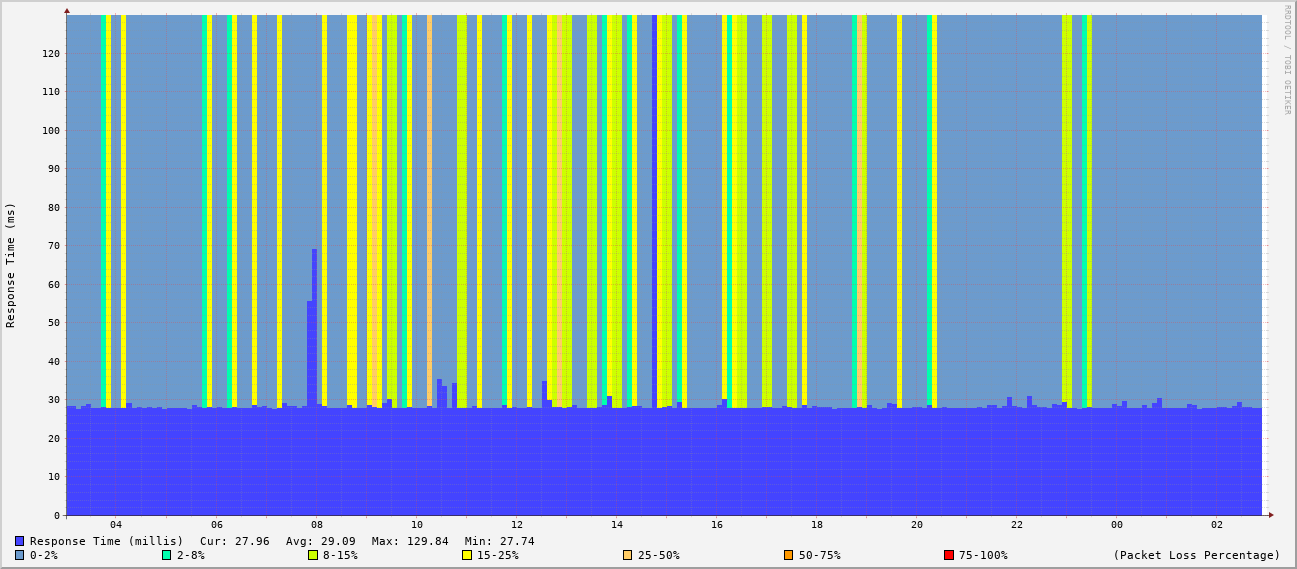 RRDTOOL / TOBI OETIKER
Response Time (ms)
120
110
100
90
80
70
60
50
40
30
20
10
0
04 06 08 10 12 14 16 18 20 22 00 02
Response Time (millis) Cur: 27.96 Avg: 29.09 Max: 129.84 Min: 27.74
0-2% 2-8% 8-15% 15-25% 25-50% 50-75% 75-100% (Packet Loss Percentage)